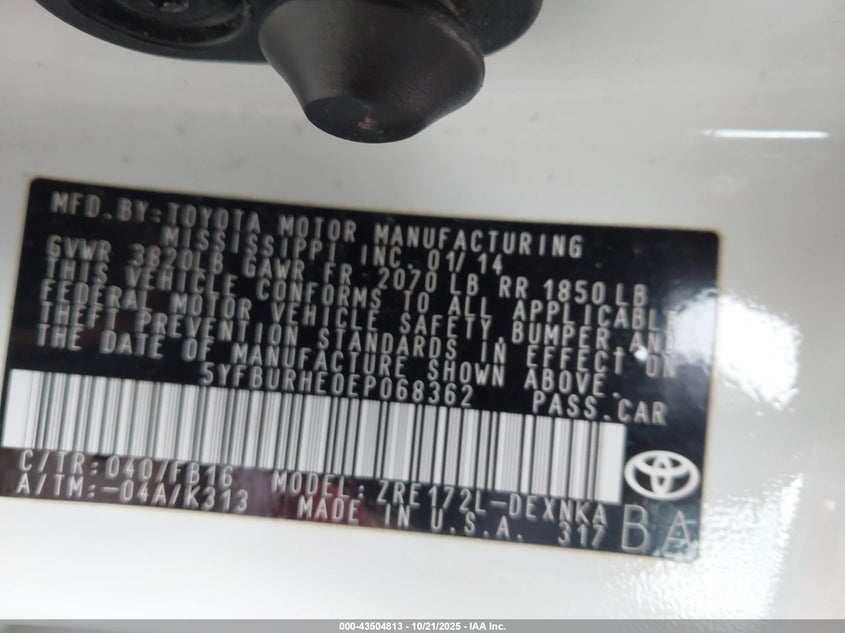 MFD. BY: TOYOTA MOTOR MANUFACTURING
MISSISSIPPI INC. 01/14
GVWR 3820LB GAWR FR 2070 LB RR 1850 LB
THIS VEHICLE CONFORMS TO ALL APPLICABLE
FEDERAL MOTOR VEHICLE SAFETY, BUMPER AND
THEFT PREVENTION STANDARDS IN EFFECT ON
THE DATE OF MANUFACTURE SHOWN ABOVE.
5YFBURHE0EP068362 PASS.CAR
C/TR: 040/FB16 MODEL: ZRE172L-DEXNKA
A/TM:-04A/K313 MADE IN U.S.A. 317 BA
000-43504813 - 10/21/2025 - IAA Inc.